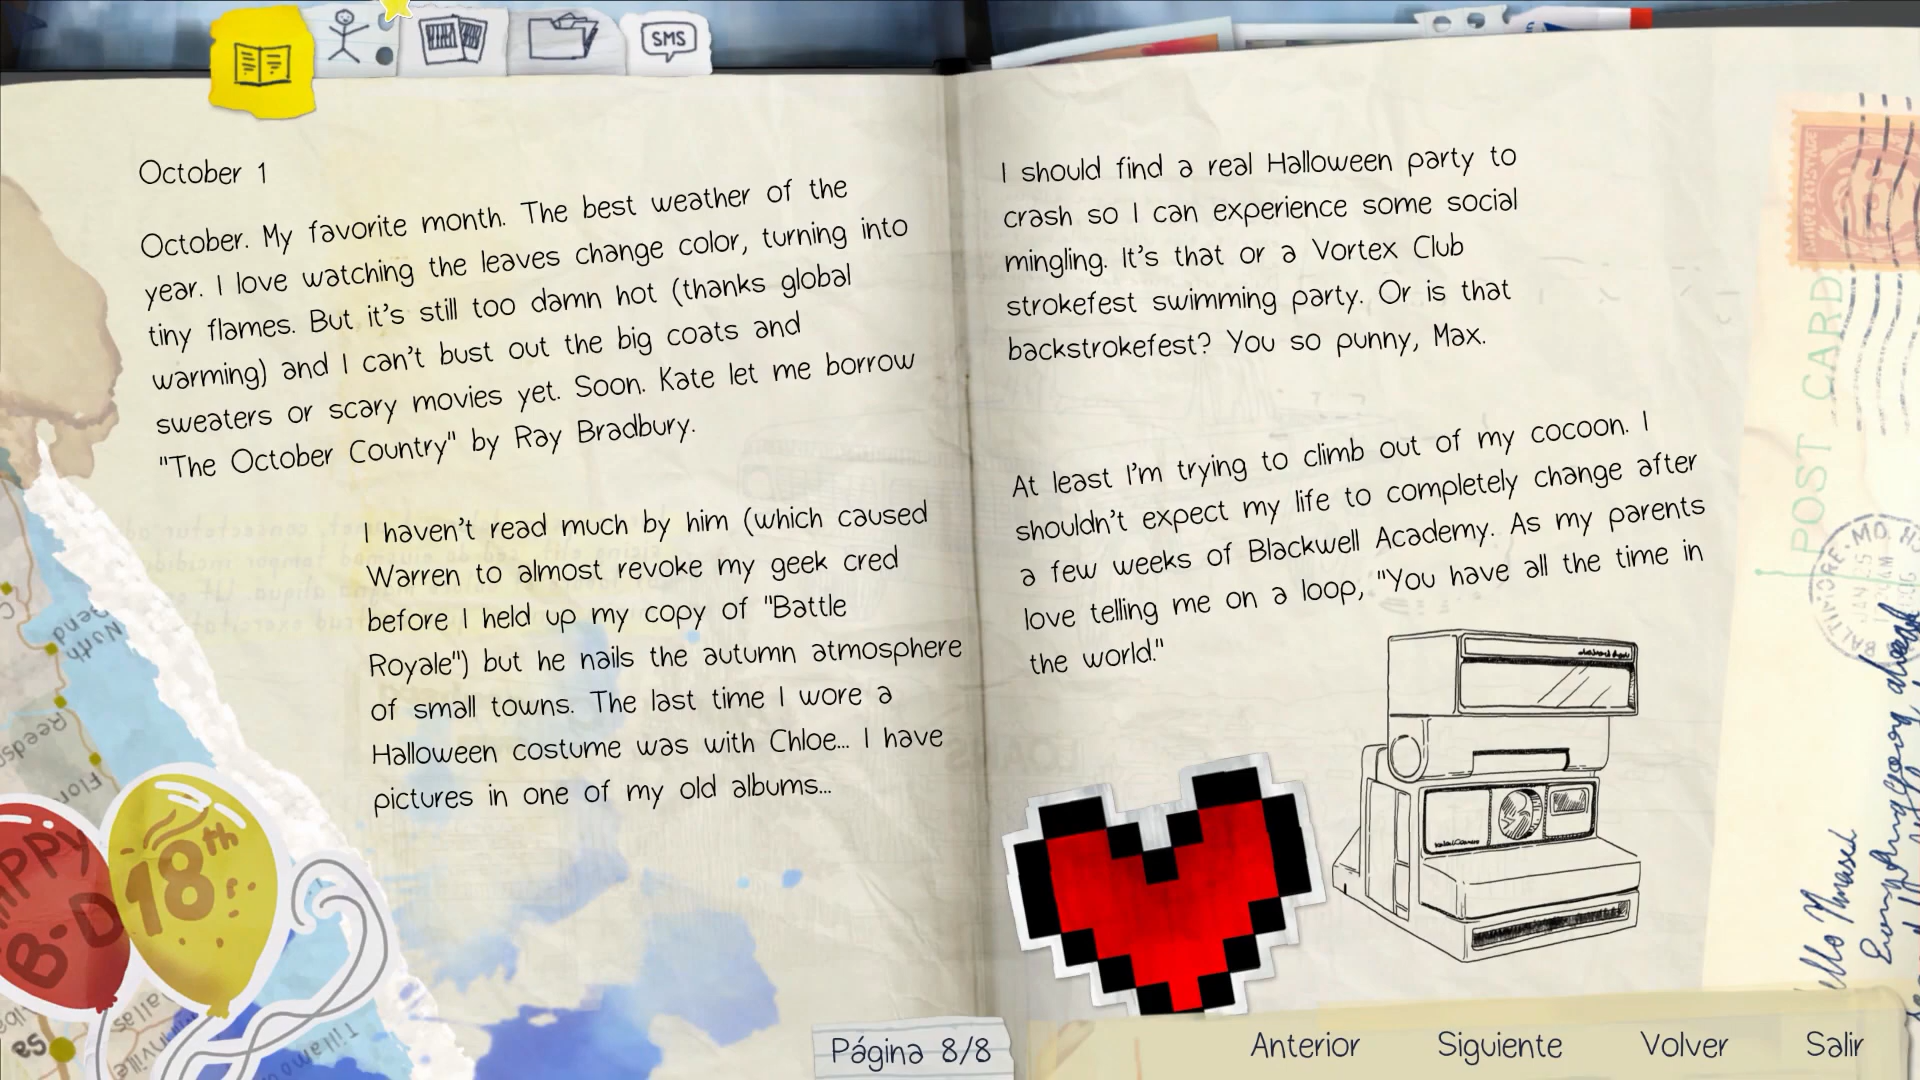 SMS
October 1
October. My favorite month. The best weather of the
year. I love watching the leaves change color, turning into
tiny flames. But it's still too damn hot (thanks global
warming) and I can't bust out the big coats and
sweaters or scary movies yet. Soon. Kate let me borrow
"The October Country" by Ray Bradbury.
I haven't read much by him (which caused
Warren to almost revoke my geek cred
before I held up my copy of "Battle
Royale") but he nails the autumn atmosphere
of small towns. The last time I wore a
Halloween costume was with Chloe... I have
pictures in one of my old albums...
I should find a real Halloween party to
crash so I can experience some social
mingling. It's that or a Vortex Club
strokefest swimming party. Or is that
backstrokefest? You so punny, Max.
At least I'm trying to climb out of my cocoon. I
shouldn't expect my life to completely change after
a few weeks of Blackwell Academy. As my parents
love telling me on a loop, "You have all the time in
the world."
POST CARD
BALTIMORE, MD.
JAN 25
North
Bend
18th
B-D
Página 8/8
Anterior
Siguiente
Volver
Salir